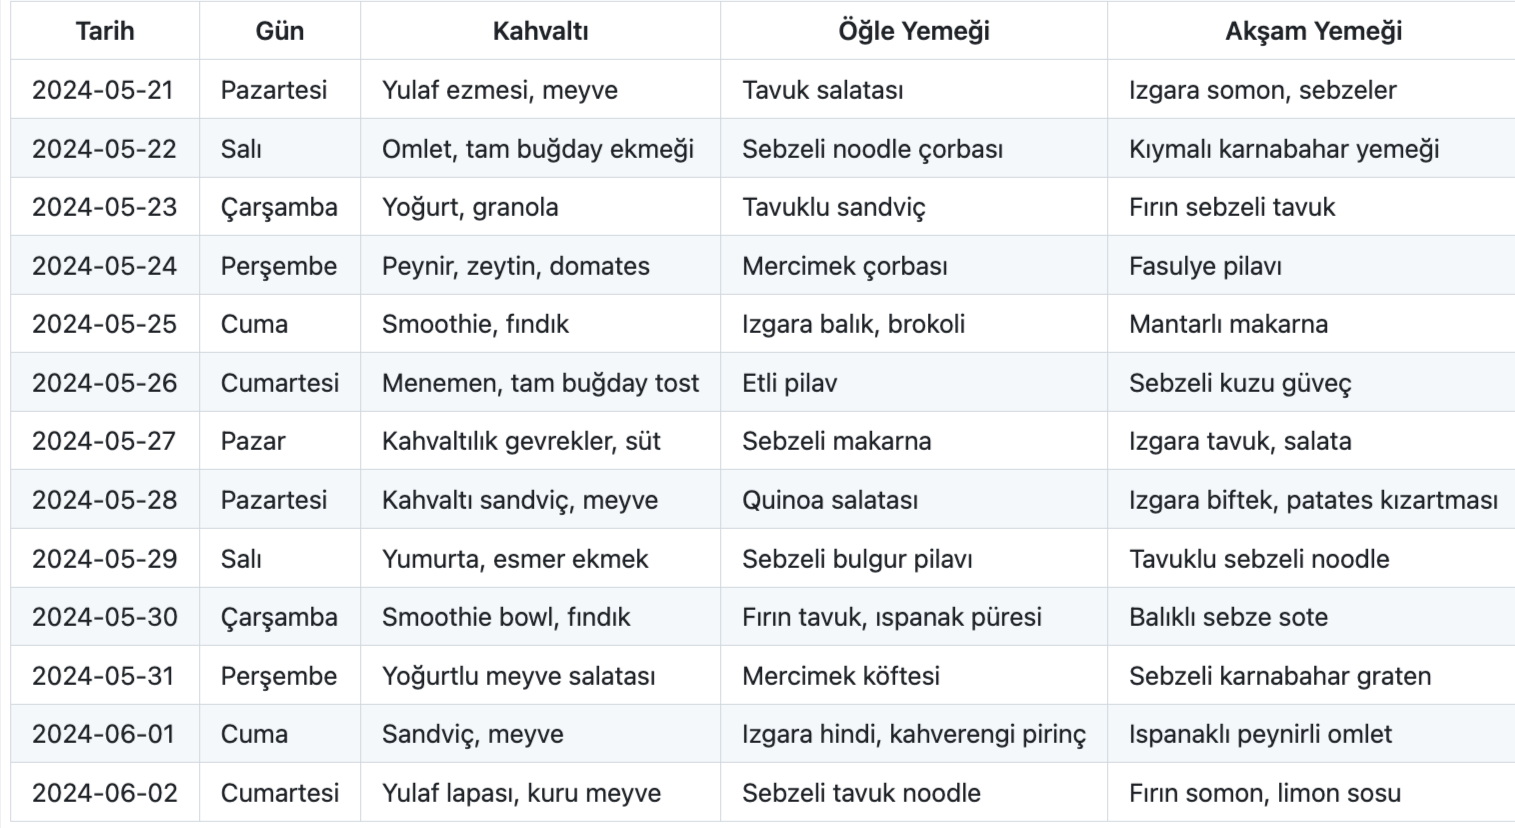 Tarih Gün Kahvaltı Öğle Yemeği Akşam Yemeği
2024-05-21 Pazartesi Yulaf ezmesi, meyve Tavuk salatası Izgara somon, sebzeler
2024-05-22 Salı Omlet, tam buğday ekmeği Sebzeli noodle çorbası Kıymalı karnabahar yemeği
2024-05-23 Çarşamba Yoğurt, granola Tavuklu sandviç Fırın sebzeli tavuk
2024-05-24 Perşembe Peynir, zeytin, domates Mercimek çorbası Fasulye pilavı
2024-05-25 Cuma Smoothie, fındık Izgara balık, brokoli Mantarlı makarna
2024-05-26 Cumartesi Menemen, tam buğday tost Etli pilav Sebzeli kuzu güveç
2024-05-27 Pazar Kahvaltılık gevrekler, süt Sebzeli makarna Izgara tavuk, salata
2024-05-28 Pazartesi Kahvaltı sandviç, meyve Quinoa salatası Izgara biftek, patates kızartması
2024-05-29 Salı Yumurta, esmer ekmek Sebzeli bulgur pilavı Tavuklu sebzeli noodle
2024-05-30 Çarşamba Smoothie bowl, fındık Fırın tavuk, ıspanak püresi Balıklı sebze sote
2024-05-31 Perşembe Yoğurtlu meyve salatası Mercimek köftesi Sebzeli karnabahar graten
2024-06-01 Cuma Sandviç, meyve Izgara hindi, kahverengi pirinç Ispanaklı peynirli omlet
2024-06-02 Cumartesi Yulaf lapası, kuru meyve Sebzeli tavuk noodle Fırın somon, limon sosu